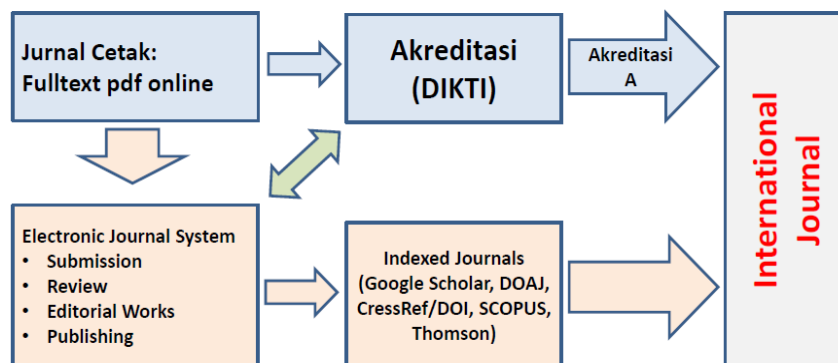 Jurnal Cetak:
Fulltext pdf online
Akreditasi
(DIKTI)
Akreditasi
A
International
Journal
Electronic Journal System
• Submission
• Review
• Editorial Works
• Publishing
Indexed Journals
(Google Scholar, DOAJ,
CressRef/DOI, SCOPUS,
Thomson)